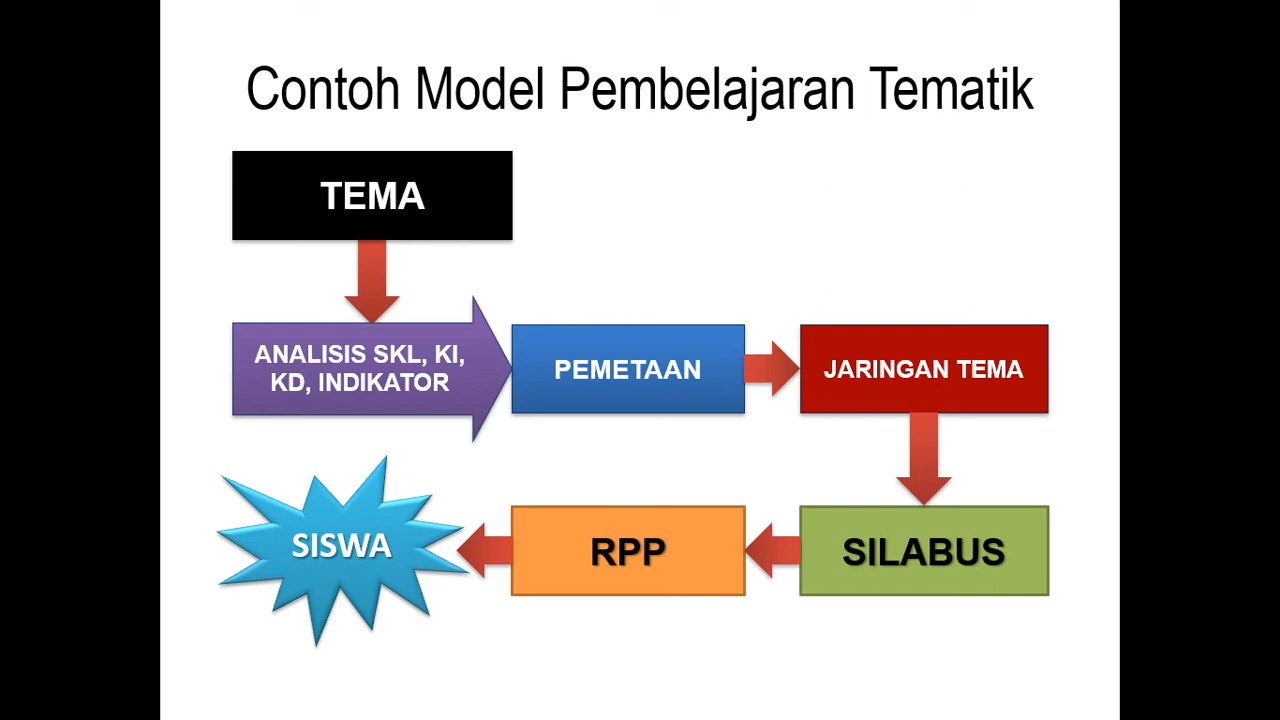 Contoh Model Pembelajaran Tematik
TEMA
ANALISIS SKL, KI,
KD, INDIKATOR
PEMETAAN
JARINGAN TEMA
SILABUS
RPP
SISWA